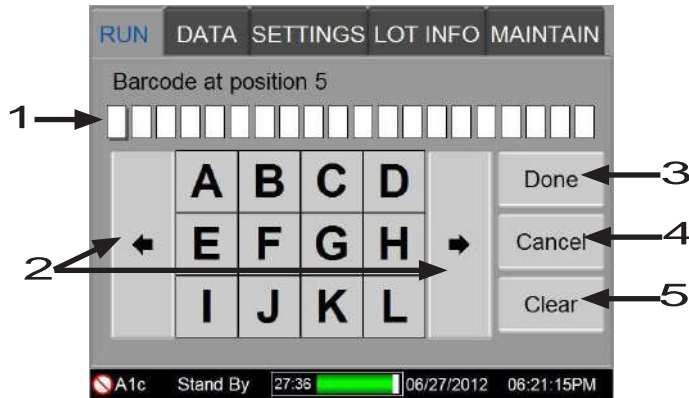 RUN DATA SETTINGS LOT INFO MAINTAIN
Barcode at position 5
1
A B C D Done 3
2 E F G H Cancel 4
I J K L Clear 5
A1c Stand By 27:36 06/27/2012 06:21:15PM